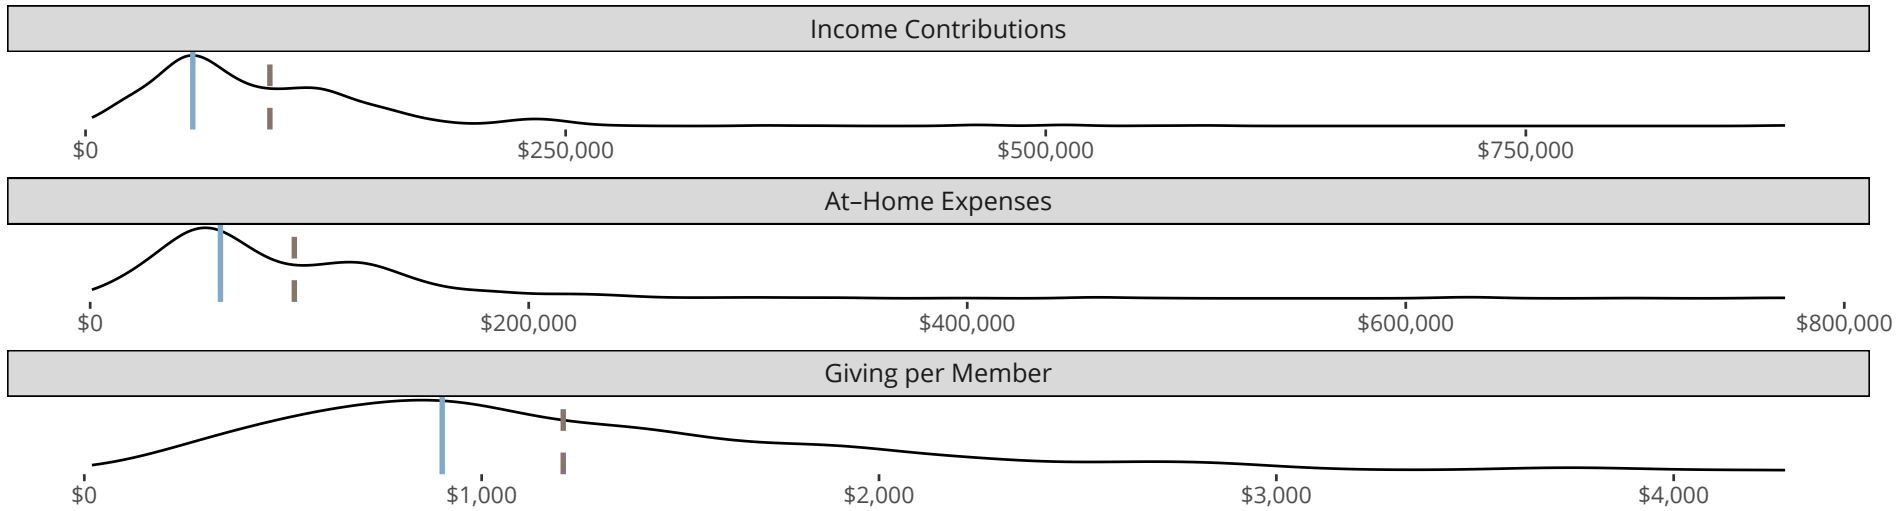 Income Contributions
$0 $250,000 $500,000 $750,000
At–Home Expenses
$0 $200,000 $400,000 $600,000 $800,000
Giving per Member
$0 $1,000 $2,000 $3,000 $4,000